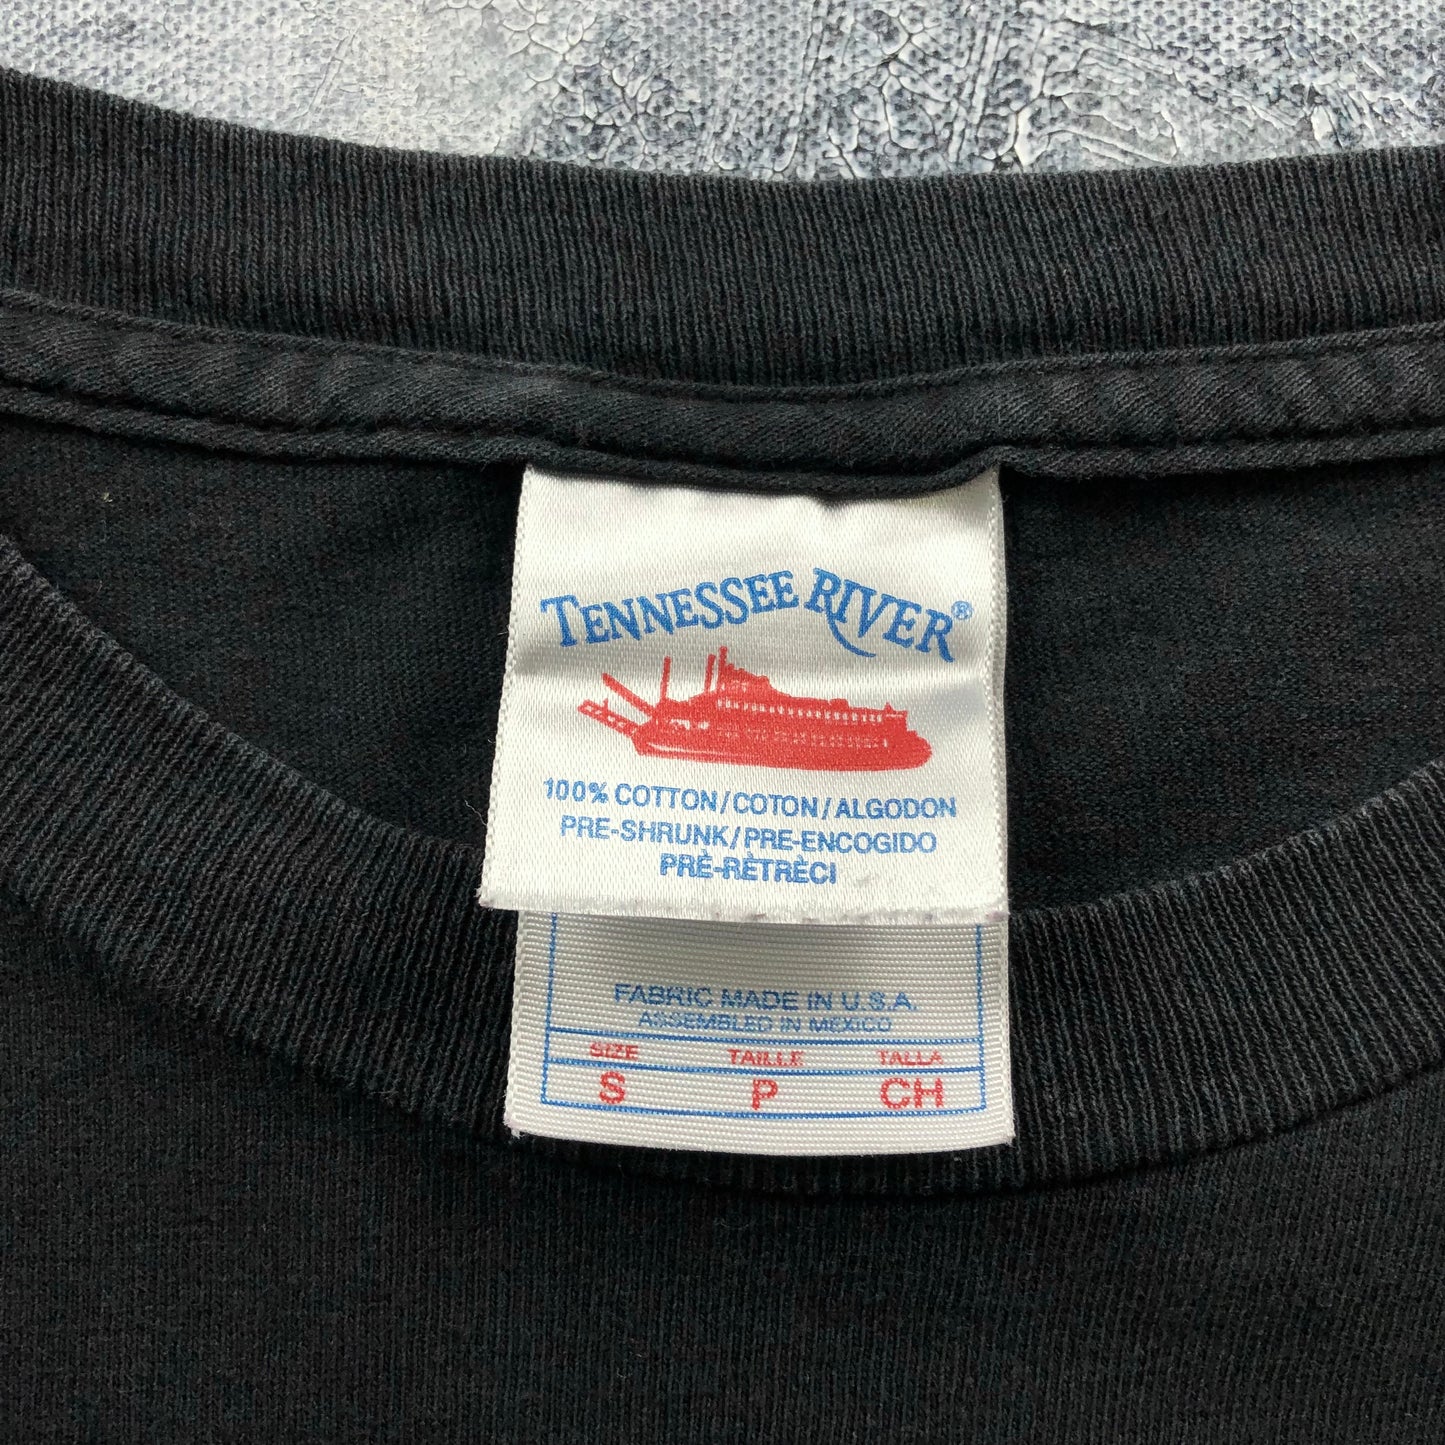 TENNESSEE RIVER®
100% COTTON/COTON/ALGODON
PRE-SHRUNK/PRE-ENCOGIDO
PRÈ-RÈTRÈCI
FABRIC MADE IN U.S.A.
ASSEMBLED IN MEXICO
SIZE TAILLE TALLA
S P CH